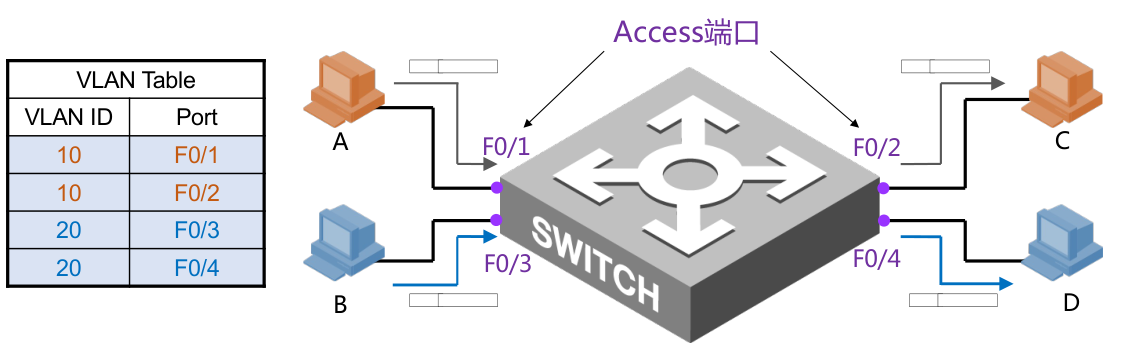 Access端口
VLAN Table
VLAN ID Port
10 F0/1
10 F0/2
20 F0/3
20 F0/4
A
B
F0/1
F0/3
SWITCH
F0/2
F0/4
C
D